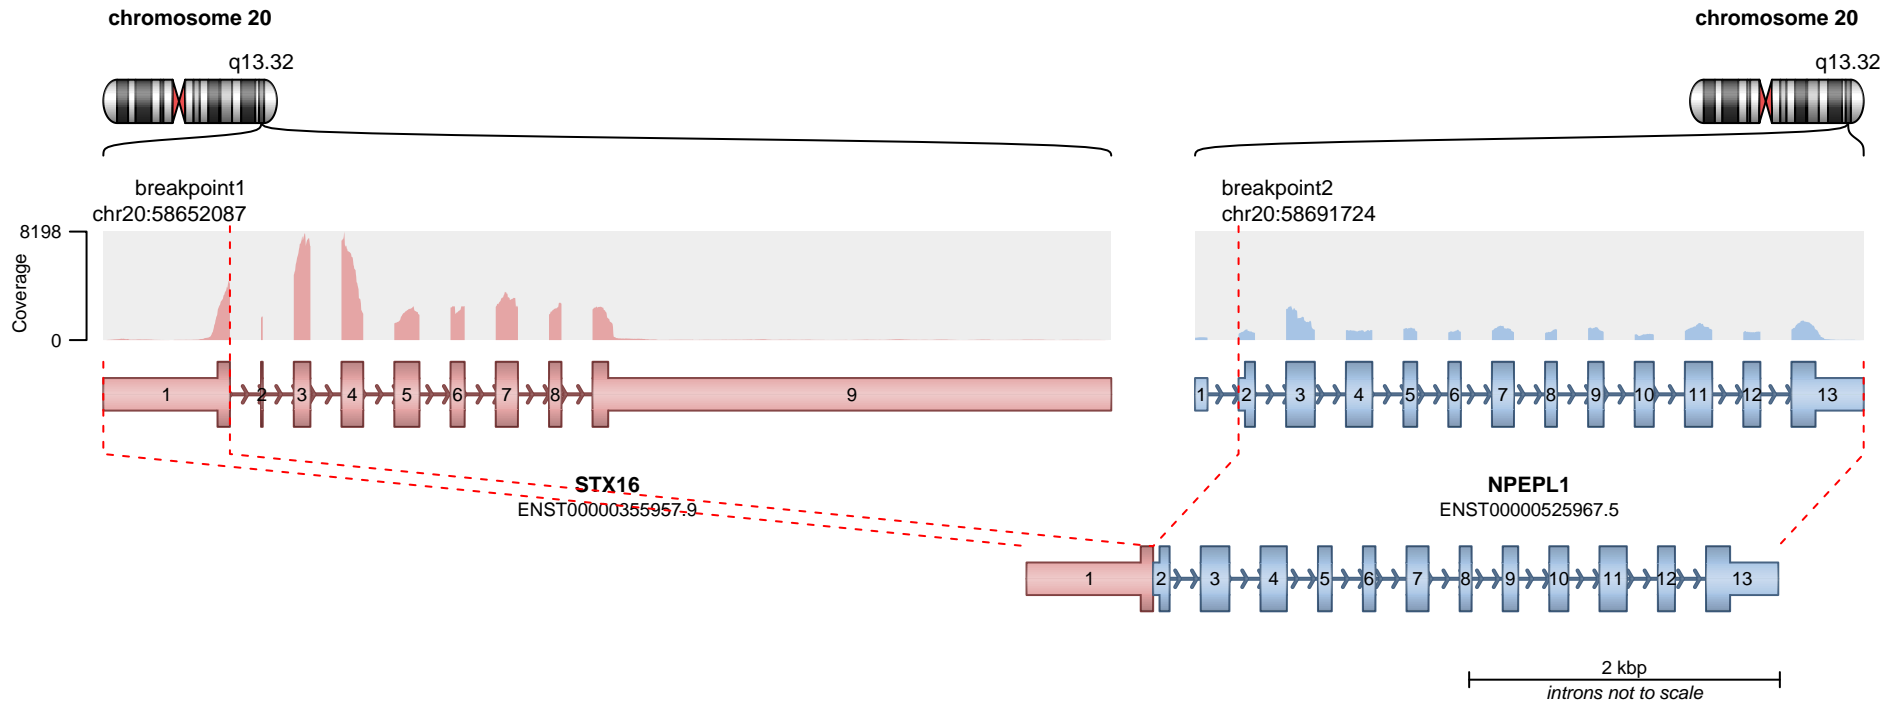 chromosome 20
chromosome 20
q13.32
q13.32
breakpoint1
chr20:58652087
breakpoint2
chr20:58691724
8198
Coverage
0
1 2 3 4 5 6 7 8 9
1 2 3 4 5 6 7 8 9 10 11 12 13
STX16
ENST00000355957.9
NPEPL1
ENST00000525967.5
1 2 3 4 5 6 7 8 9 10 11 12 13
2 kbp
introns not to scale